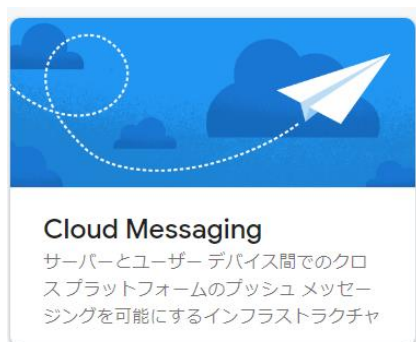 Cloud Messaging
サーバーとユーザー デバイス間でのクロ
ス プラットフォームのプッシュ メッセー
ジングを可能にするインフラストラクチャ